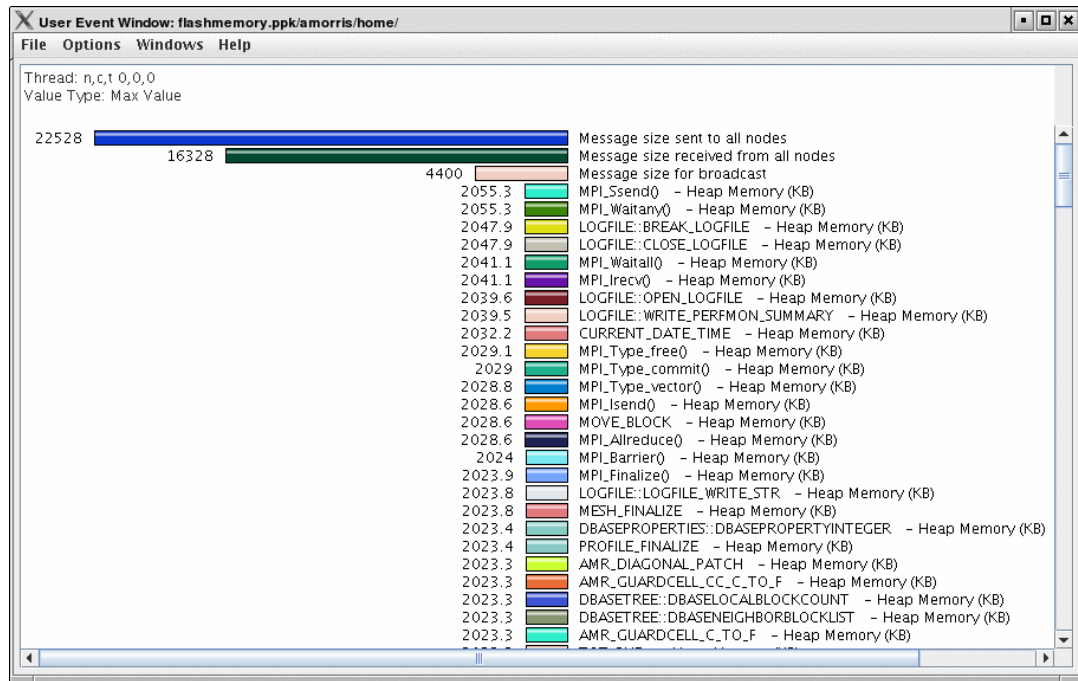 User Event Window: flashmemory.ppk/amorris/home/
File Options Windows Help
Thread: n,c,t 0,0,0
Value Type: Max Value
22528 Message size sent to all nodes
16328 Message size received from all nodes
4400 Message size for broadcast
2055.3 MPI_Ssend() - Heap Memory (KB)
2055.3 MPI_Waitany() - Heap Memory (KB)
2047.9 LOGFILE::BREAK_LOGFILE - Heap Memory (KB)
2047.9 LOGFILE::CLOSE_LOGFILE - Heap Memory (KB)
2041.1 MPI_Waitall() - Heap Memory (KB)
2041.1 MPI_Irecv() - Heap Memory (KB)
2039.6 LOGFILE::OPEN_LOGFILE - Heap Memory (KB)
2039.5 LOGFILE::WRITE_PERFMON_SUMMARY - Heap Memory (KB)
2032.2 CURRENT_DATE_TIME - Heap Memory (KB)
2029.1 MPI_Type_free() - Heap Memory (KB)
2029 MPI_Type_commit() - Heap Memory (KB)
2028.8 MPI_Type_vector() - Heap Memory (KB)
2028.6 MPI_Isend() - Heap Memory (KB)
2028.6 MOVE_BLOCK - Heap Memory (KB)
2028.6 MPI_Allreduce() - Heap Memory (KB)
2024 MPI_Barrier() - Heap Memory (KB)
2023.9 MPI_Finalize() - Heap Memory (KB)
2023.8 LOGFILE::LOGFILE_WRITE_STR - Heap Memory (KB)
2023.8 MESH_FINALIZE - Heap Memory (KB)
2023.4 DBASEPROPERTIES::DBASEPROPERTYINTEGER - Heap Memory (KB)
2023.4 PROFILE_FINALIZE - Heap Memory (KB)
2023.3 AMR_DIAGONAL_PATCH - Heap Memory (KB)
2023.3 AMR_GUARDCELL_CC_C_TO_F - Heap Memory (KB)
2023.3 DBASETREE::DBASELOCALBLOCKCOUNT - Heap Memory (KB)
2023.3 DBASETREE::DBASENEIGHBORBLOCKLIST - Heap Memory (KB)
2023.3 AMR_GUARDCELL_C_TO_F - Heap Memory (KB)